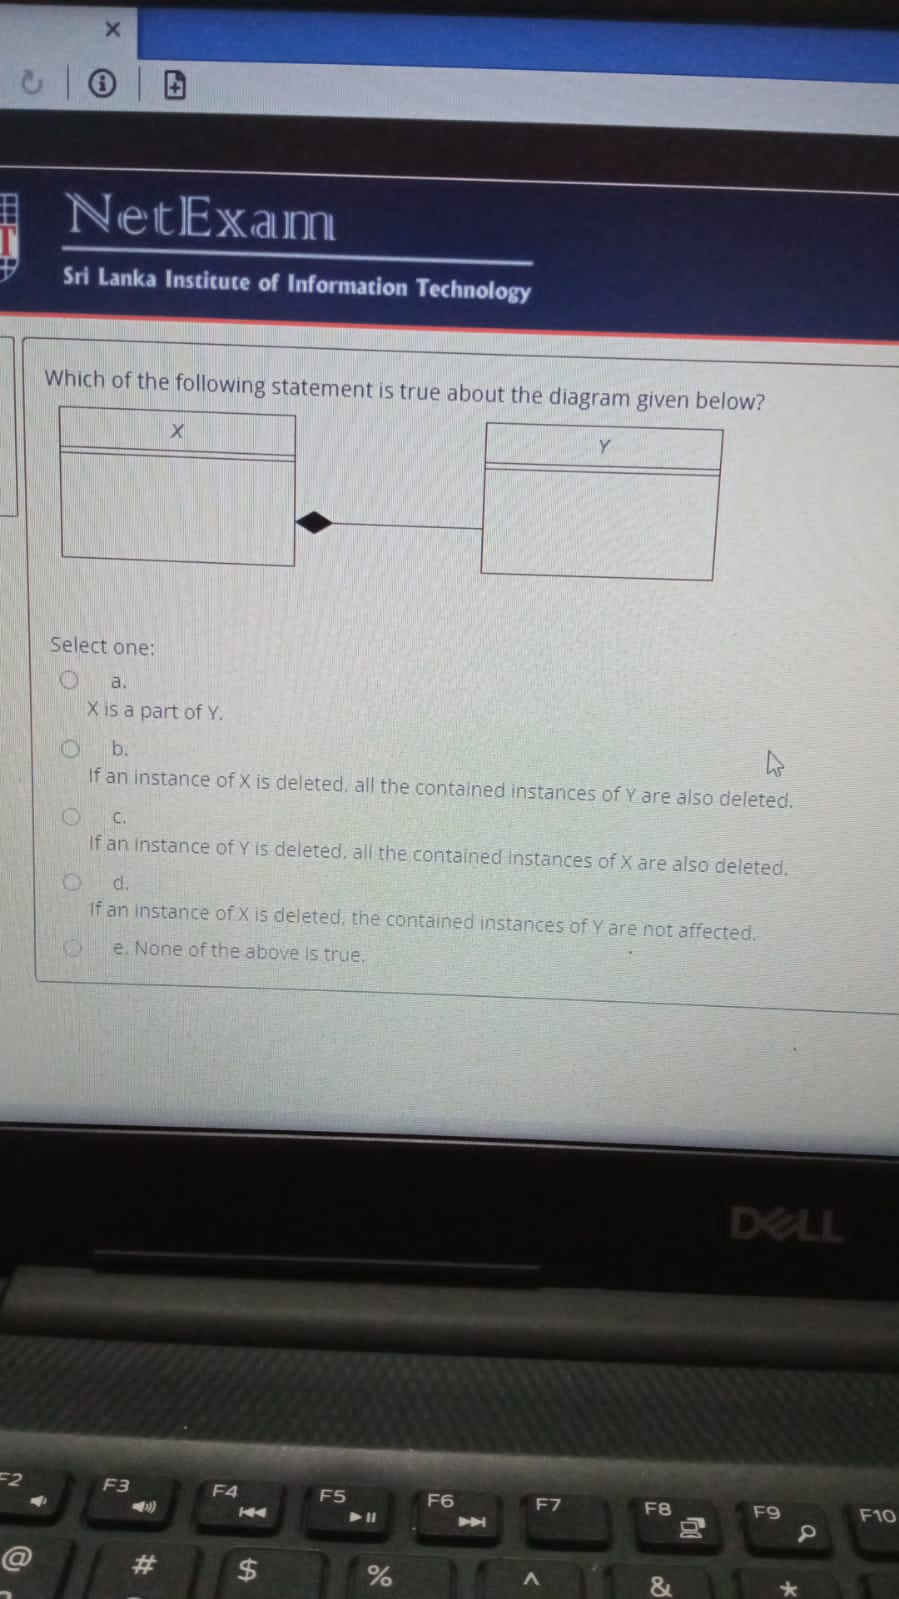 NetExam
T
Sri Lanka Institute of Information Technology
Which of the following statement is true about the diagram given below?
X
Y
Select one:
a.
X is a part of Y.
b.
If an instance of X is deleted, all the contained instances of Y are also deleted.
c.
If an instance of Y is deleted, all the contained instances of X are also deleted.
d.
If an instance of X is deleted, the contained instances of Y are not affected.
e. None of the above is true.
DELL
F2 F3 F4 F5 F6 F7 F8 F9 F10
@ # $ % ^ & *